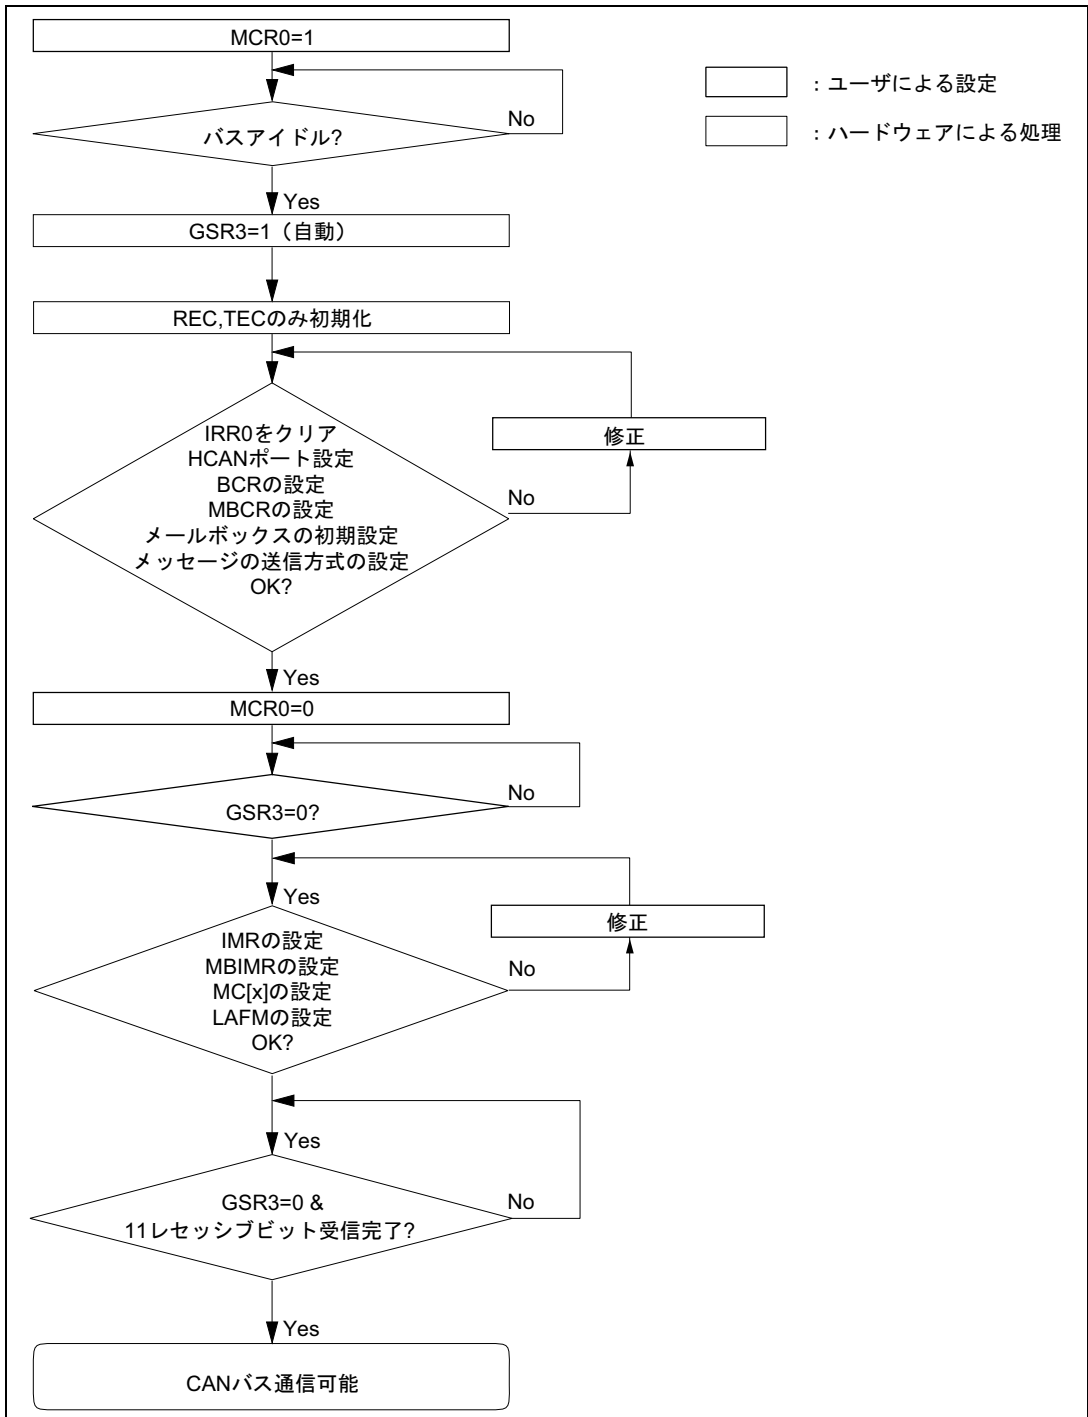 MCR0=1
：ユーザによる設定
No
バスアイドル?
：ハードウェアによる処理
Yes
GSR3=1（自動）
REC,TECのみ初期化
IRR0をクリア
HCANポート設定
BCRの設定
MBCRの設定
メールボックスの初期設定
メッセージの送信方式の設定
OK?
No
修正
Yes
MCR0=0
GSR3=0?
No
Yes
IMRの設定
MBIMRの設定
MC[x]の設定
LAFMの設定
OK?
No
修正
Yes
GSR3=0 &
11レセッシブビット受信完了?
No
Yes
CANバス通信可能